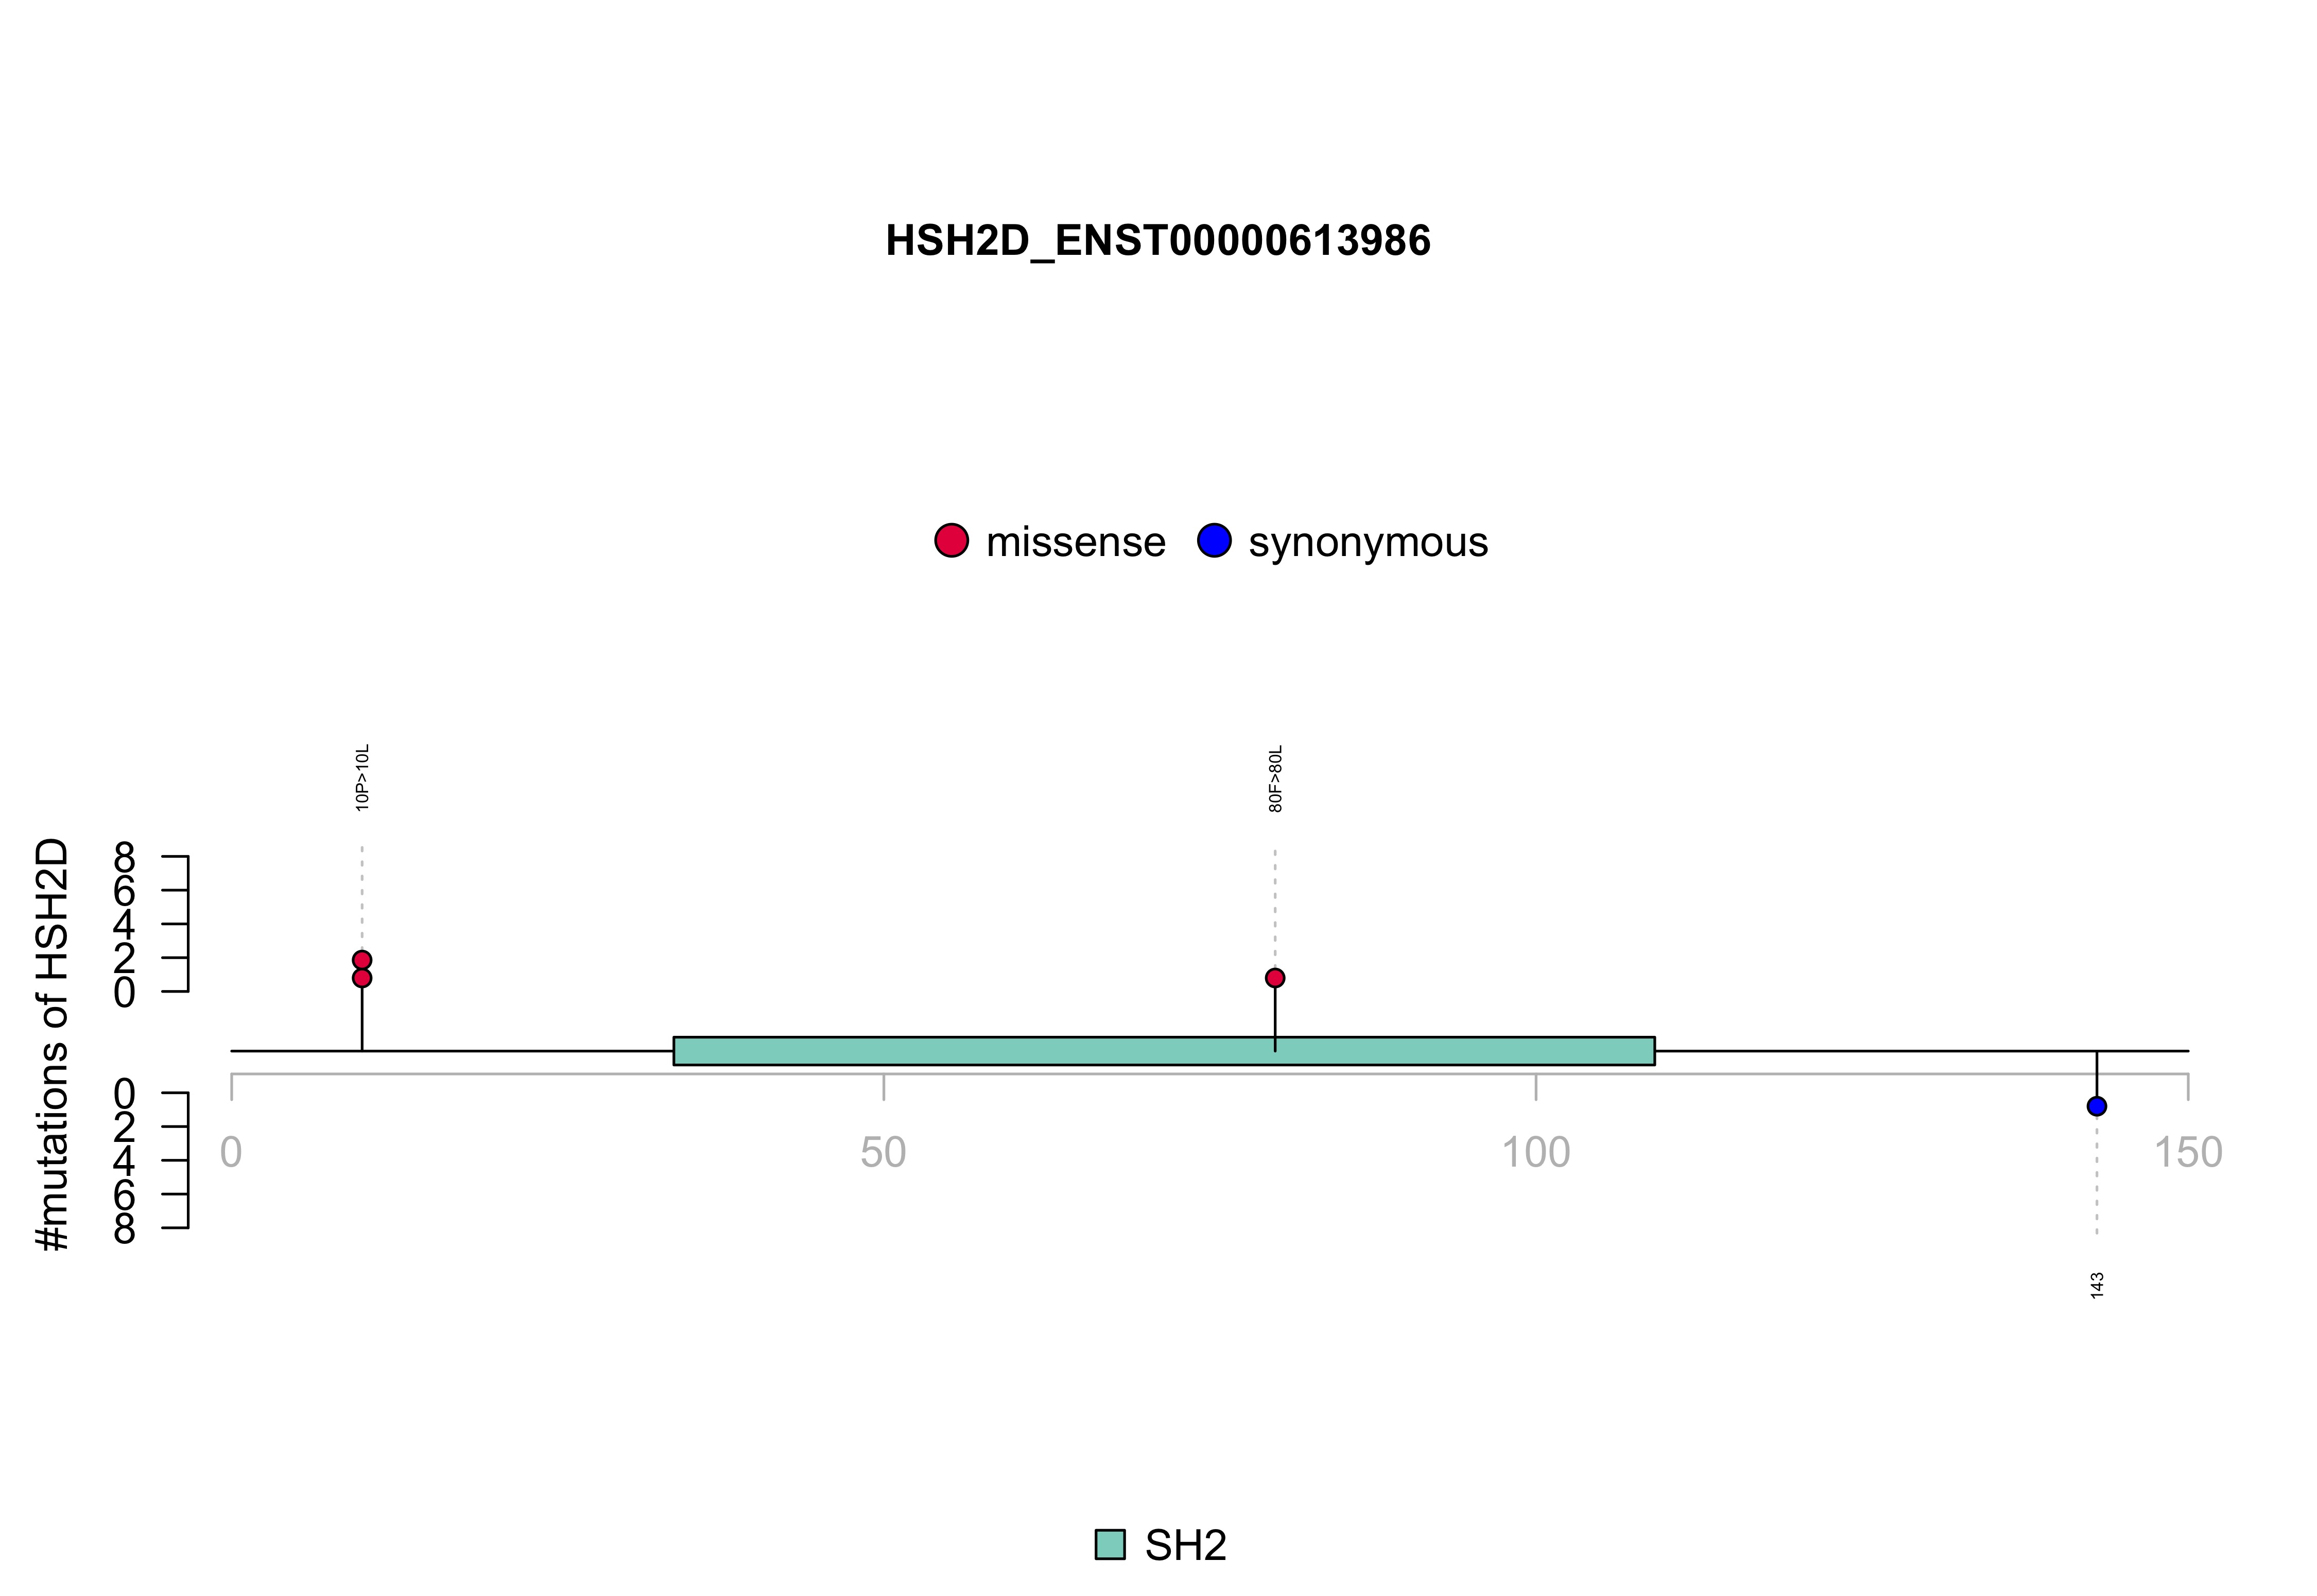 HSH2D_ENST00000613986
missense synonymous
10P>10L
80F>80L
#mutations of HSH2D
8
6
4
2
0
0
2
4
6
8
0 50 100 150
143
SH2